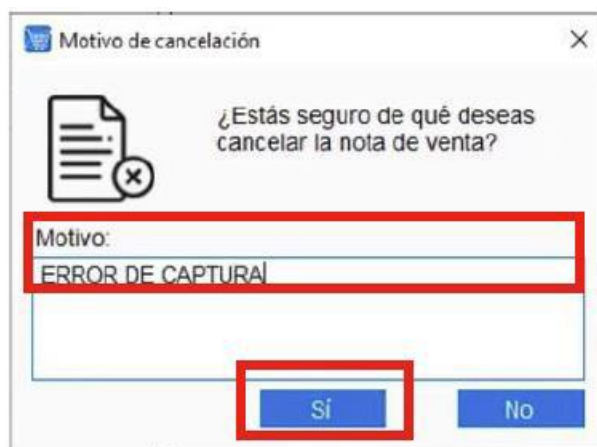 Motivo de cancelación
¿Estás seguro de qué deseas
cancelar la nota de venta?
Motivo:
ERROR DE CAPTURA
Sí
No